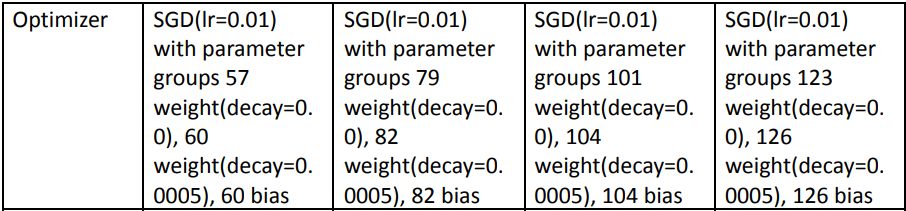 Optimizer
SGD(lr=0.01)
with parameter
groups 57
weight(decay=0.
0), 60
weight(decay=0.
0005), 60 bias
SGD(lr=0.01)
with parameter
groups 79
weight(decay=0.
0), 82
weight(decay=0.
0005), 82 bias
SGD(lr=0.01)
with parameter
groups 101
weight(decay=0.
0), 104
weight(decay=0.
0005), 104 bias
SGD(lr=0.01)
with parameter
groups 123
weight(decay=0.
0), 126
weight(decay=0.
0005), 126 bias